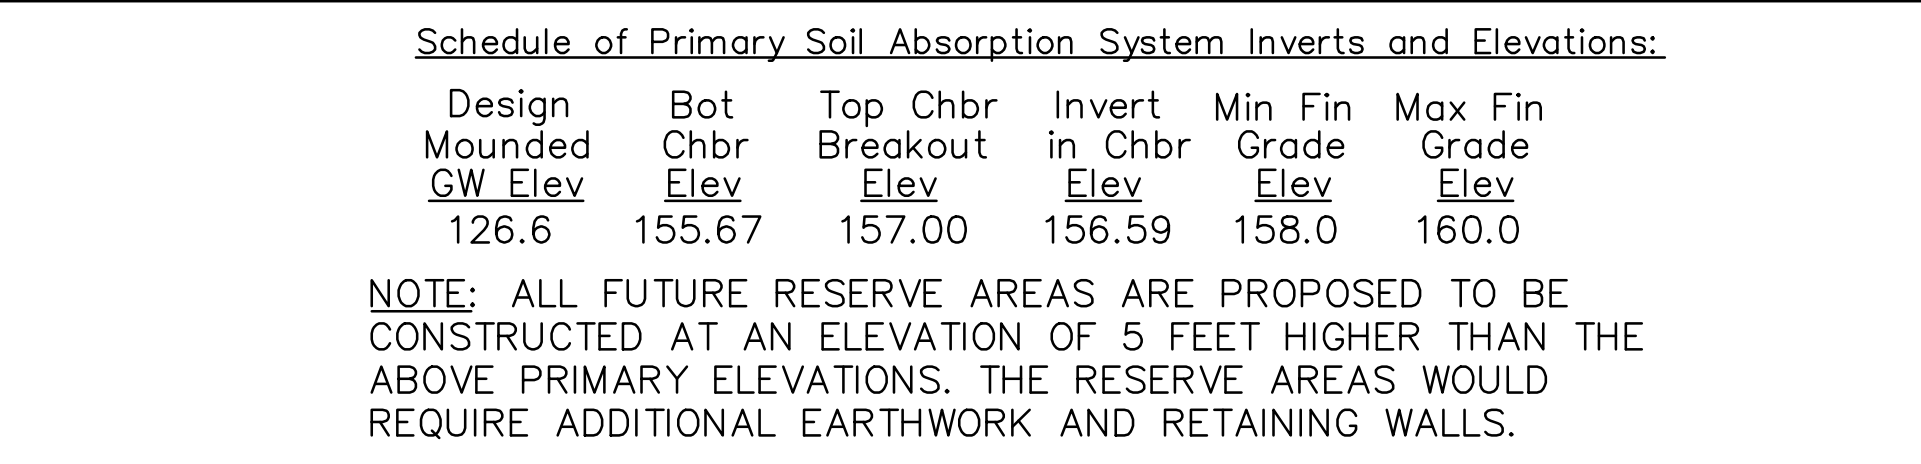 Schedule of Primary Soil Absorption System Inverts and Elevations:
Design Bot Top Chbr Invert Min Fin Max Fin
Mounded Chbr Breakout in Chbr Grade Grade
GW Elev Elev Elev Elev Elev Elev
126.6 155.67 157.00 156.59 158.0 160.0
NOTE: ALL FUTURE RESERVE AREAS ARE PROPOSED TO BE
CONSTRUCTED AT AN ELEVATION OF 5 FEET HIGHER THAN THE
ABOVE PRIMARY ELEVATIONS. THE RESERVE AREAS WOULD
REQUIRE ADDITIONAL EARTHWORK AND RETAINING WALLS.